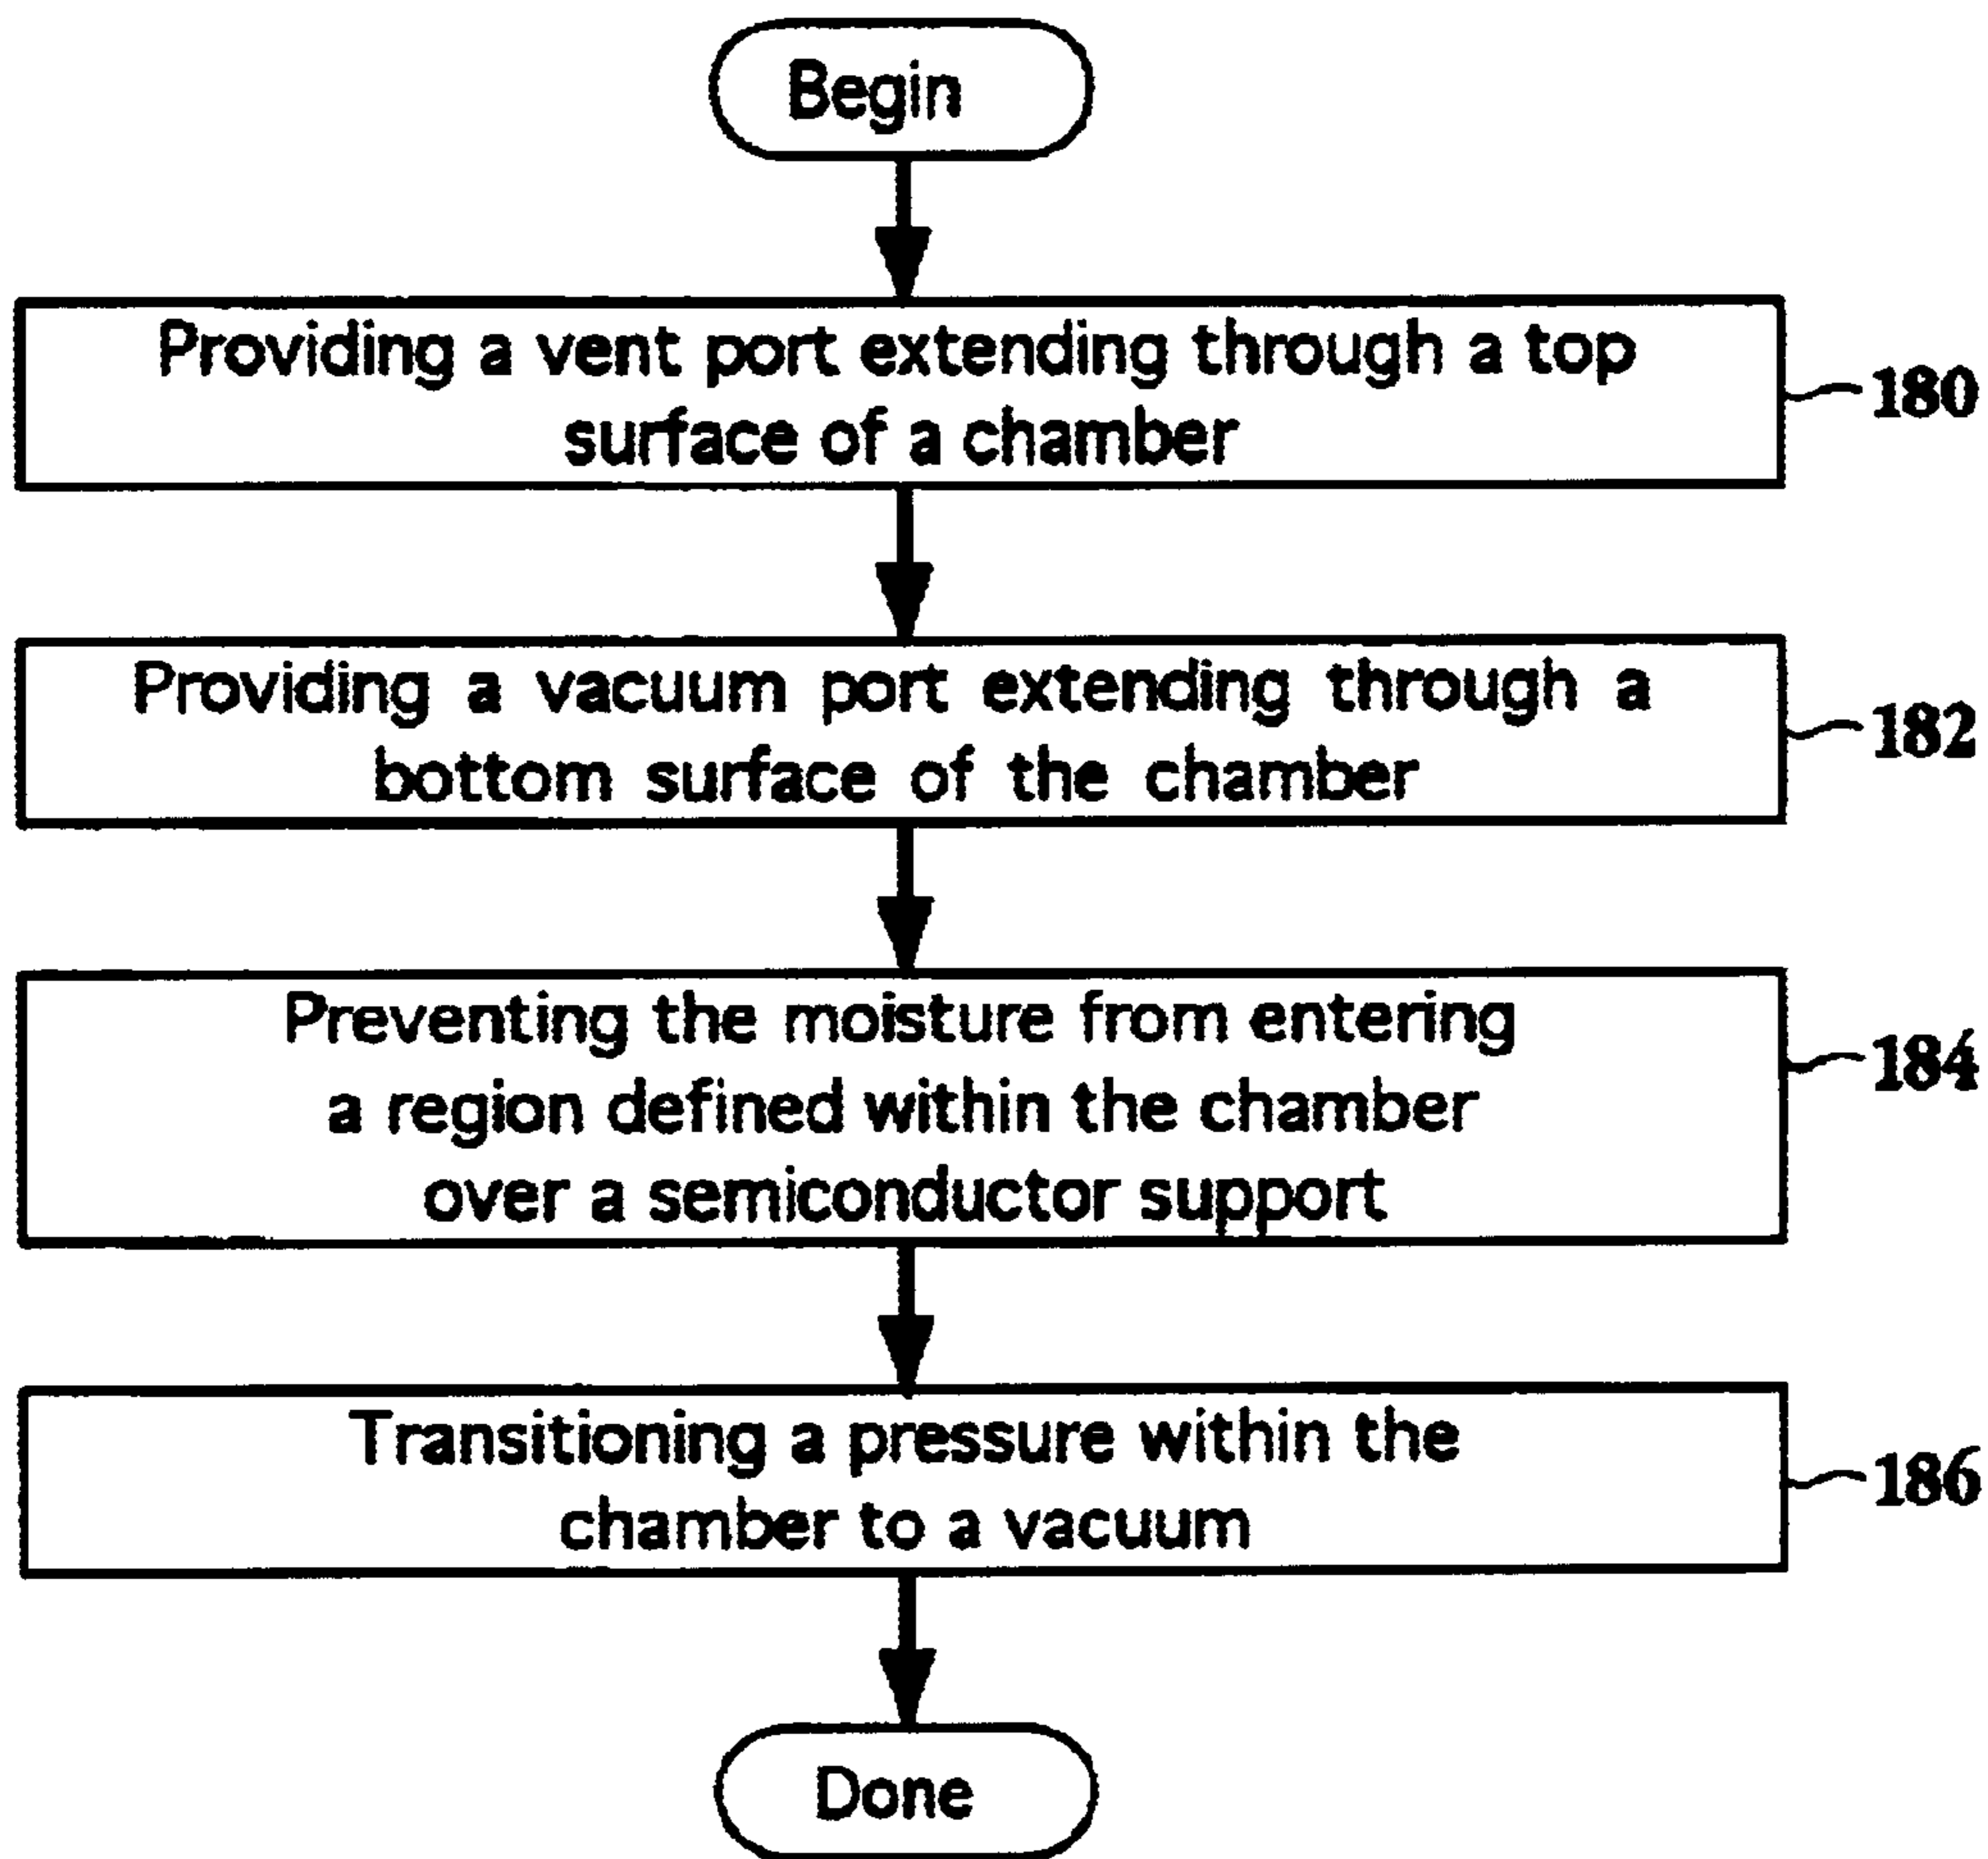 Begin
Providing a vent port extending through a top
surface of a chamber
180
Providing a vacuum port extending through a
bottom surface of the chamber
182
Preventing the moisture from entering
a region defined within the chamber
over a semiconductor support
184
Transitioning a pressure within the
chamber to a vacuum
186
Done